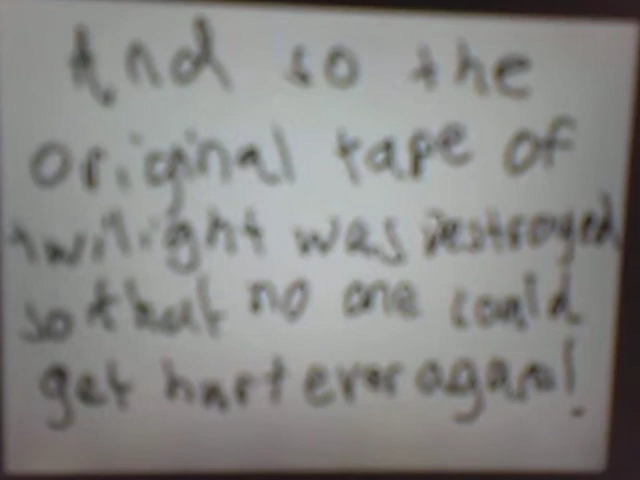 And so the
original tape of
twilight was Destroyed
so that no one could
get hurt ever again!